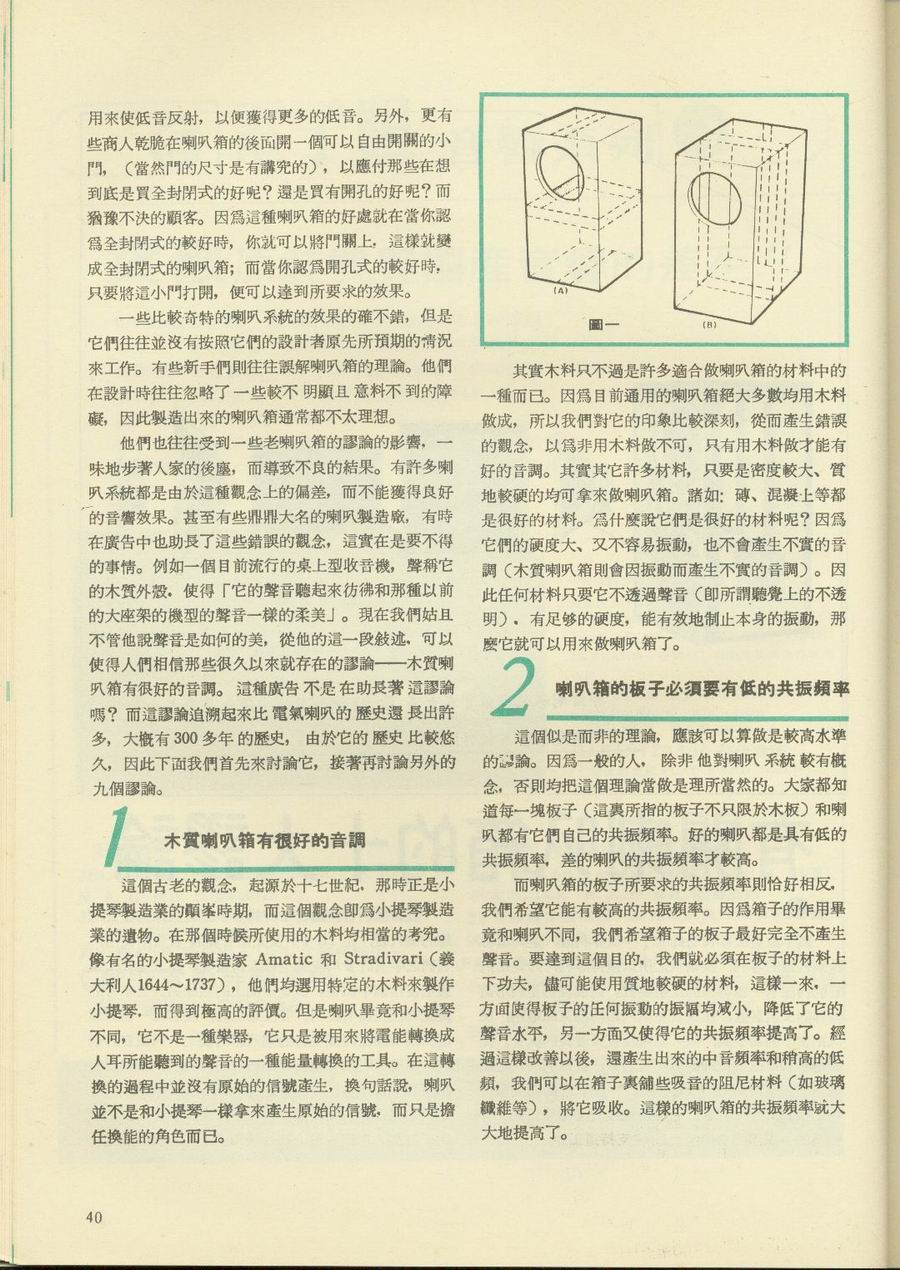 用來使低音反射，以便獲得更多的低音。另外，更有
些商人乾脆在喇叭箱的後面開一個可以自由開關的小
門，（當然門的尺寸是有講究的），以應付那些在想
到底是買全封閉式的好呢？還是買有開孔的好呢？而
猶豫不決的顧客。因爲這種喇叭箱的好處就在當你認
爲全封閉式的較好時，你就可以將門關上，這樣就變
成全封閉式的喇叭箱；而當你認爲開孔式的較好時，
只要將這小門打開，便可以達到所要求的效果。
一些比較奇特的喇叭系統的效果的確不錯，但是
它們往往並沒有按照它們的設計者原先所預期的情況
來工作。有些新手們則往往誤解喇叭箱的理論。他們
在設計時往往忽略了一些較不明顯且意料不到的障
礙，因此製造出來的喇叭箱通常都不太理想。
他們也往往受到一些老喇叭箱的謬論的影響，一
味地步著人家的後塵，而導致不良的結果。有許多喇
叭系統都是由於這種觀念上的偏差，而不能獲得良好
的音響效果。甚至有些鼎鼎大名的喇叭製造廠，有時
在廣告中也助長了這些錯誤的觀念，這實在是要不得
的事情。例如一個目前流行的桌上型收音機，聲稱它
的木質外殼．使得「它的聲音聽起來彷彿和那種以前
的大座架的機型的聲音一樣的柔美」。現在我們姑且
不管他說聲音是如何的美，從他的這一段敍述．可以
使得人們相信那些很久以來就存在的謬論——木質喇
叭箱有很好的音調。這種廣告不是在助長著這謬論
嗎？而這謬論追溯起來比電氣喇叭的歷史還長出許
多，大概有300多年的歷史，由於它的歷史比較悠
久，因此下面我們首先來討論它，接著再討論另外的
九個謬論。
1 木質喇叭箱有很好的音調
這個古老的觀念，起源於十七世紀，那時正是小
提琴製造業的顚峯時期，而這個觀念卽爲小提琴製造
業的遺物。在那個時候所使用的木料均相當的考究。
像有名的小提琴製造家 Amatic 和 Stradivari（義
大利人1644～1737），他們均選用特定的木料來製作
小提琴，而得到極高的評價。但是喇叭畢竟和小提琴
不同，它不是一種樂器，它只是被用來將電能轉換成
人耳所能聽到的聲音的一種能量轉換的工具。在這轉
換的過程中並沒有原始的信號產生，換句話說，喇叭
並不是和小提琴一樣拿來產生原始的信號，而只是擔
任換能的角色而已。
(A)
(B)
圖一
其實木料只不過是許多適合做喇叭箱的材料中的
一種而已。因爲目前通用的喇叭箱絕大多數均用木料
做成，所以我們對它的印象比較深刻，從而產生錯誤
的觀念，以爲非用木料做不可，只有用木料做才能有
好的音調。其實其它許多材料，只要是密度較大、質
地較硬的均可拿來做喇叭箱。諸如：磚、混凝土等都
是很好的材料。爲什麼說它們是很好的材料呢？因爲
它們的硬度大、又不容易振動，也不會產生不實的音
調（木質喇叭箱則會因振動而產生不實的音調）。因
此任何材料只要它不透過聲音（卽所謂聽覺上的不透
明）．有足够的硬度，能有效地制止本身的振動，那
麼它就可以用來做喇叭箱了。
2 喇叭箱的板子必須要有低的共振頻率
這個似是而非的理論，應該可以算做是較高水準
的謬論。因爲一般的人，除非他對喇叭系統較有概
念，否則均把這個理論當做是理所當然的。大家都知
道每一塊板子（這裏所指的板子不只限於木板）和喇
叭都有它們自己的共振頻率。好的喇叭都是具有低的
共振頻率，差的喇叭的共振頻率才較高。
而喇叭箱的板子所要求的共振頻率則恰好相反．
我們希望它能有較高的共振頻率。因爲箱子的作用畢
竟和喇叭不同，我們希望箱子的板子最好完全不產生
聲音。要達到這個目的，我們就必須在板子的材料上
下功夫，儘可能使用質地較硬的材料，這樣一來，一
方面使得板子的任何振動的振幅均減小，降低了它的
聲音水平，另一方面又使得它的共振頻率提高了。經
過這樣改善以後，還產生出來的中音頻率和稍高的低
頻，我們可以在箱子裏舖些吸音的阻尼材料（如玻璃
纖維等），將它吸收。這樣的喇叭箱的共振頻率就大
大地提高了。
40